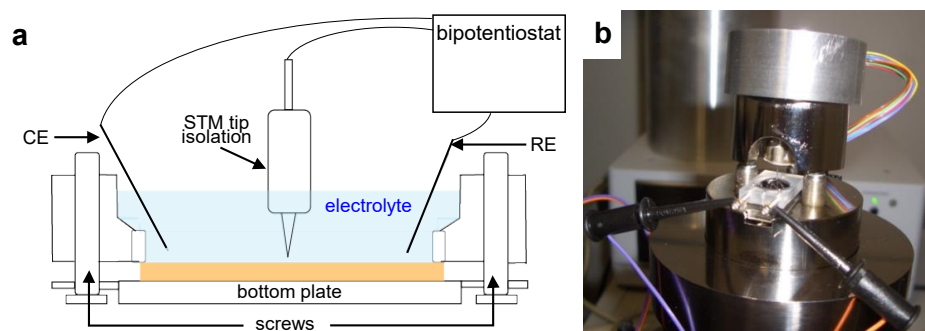 a
bipotentiostat
b
CE
STM tip
isolation
RE
electrolyte
bottom plate
screws